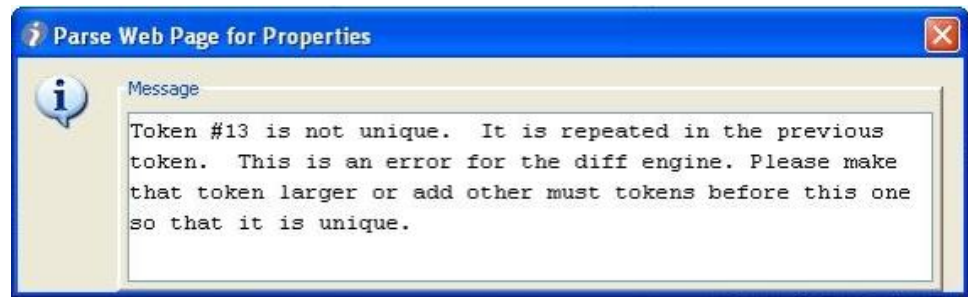 Parse Web Page for Properties
Message
Token #13 is not unique.  It is repeated in the previous
token.  This is an error for the diff engine. Please make
that token larger or add other must tokens before this one
so that it is unique.